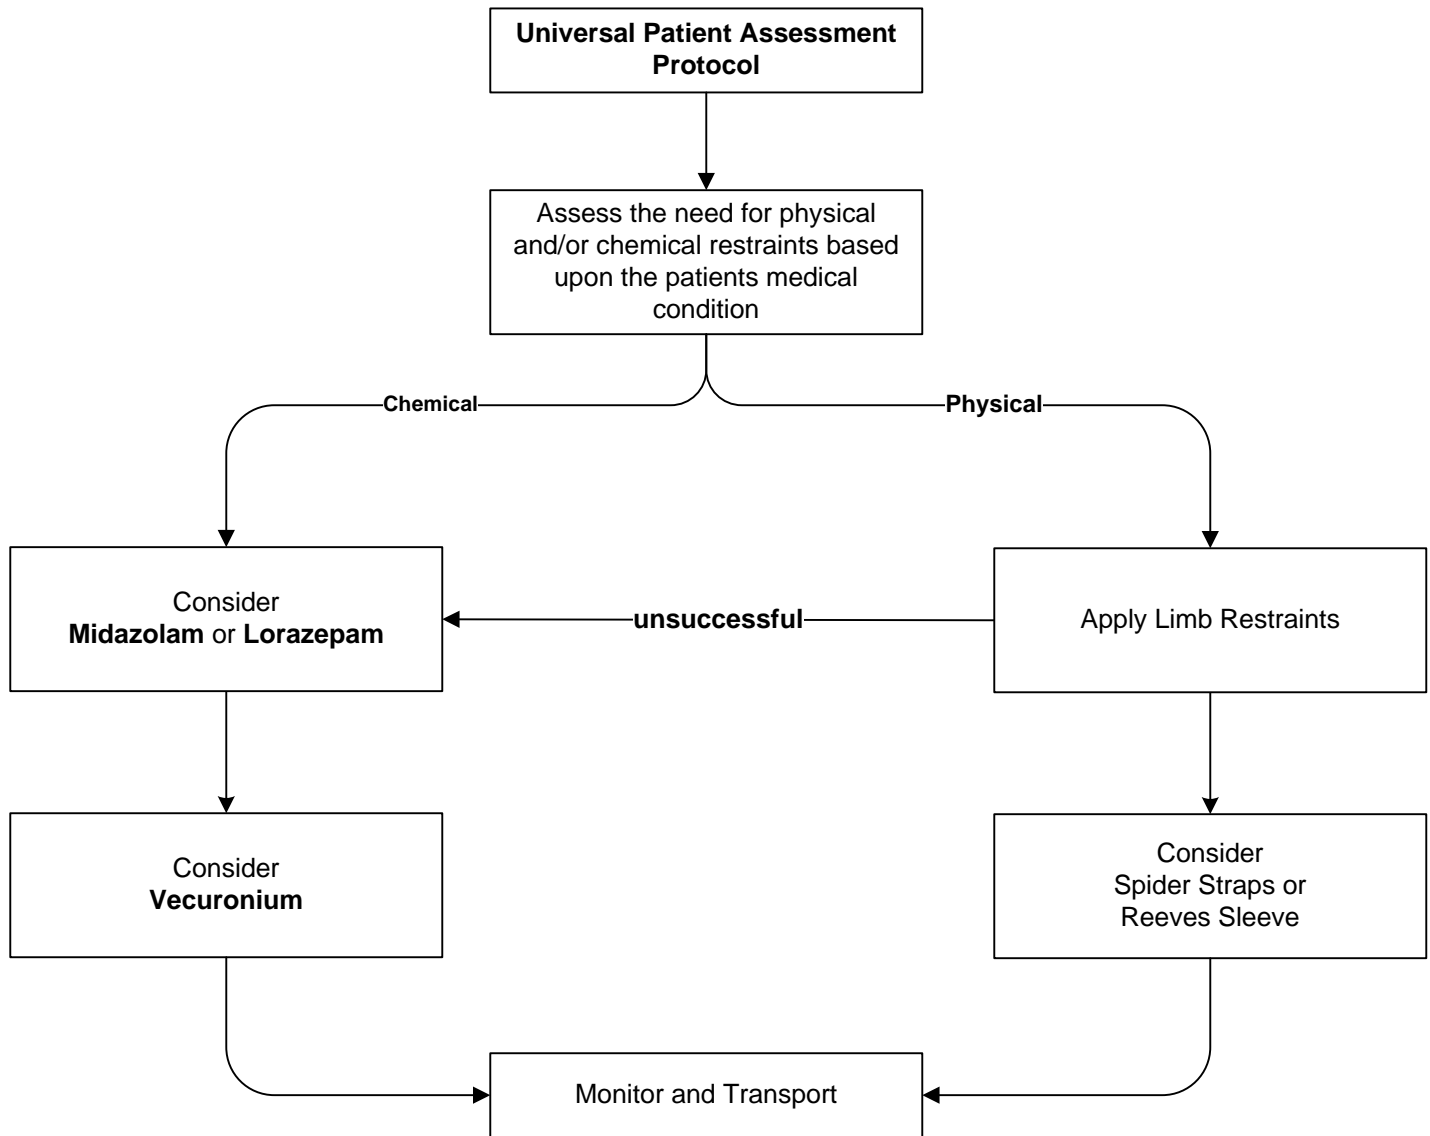 Universal Patient Assessment
Protocol
Assess the need for physical
and/or chemical restraints based
upon the patients medical
condition
Chemical
Physical
Consider
Midazolam or Lorazepam
unsuccessful
Apply Limb Restraints
Consider
Vecuronium
Consider
Spider Straps or
Reeves Sleeve
Monitor and Transport